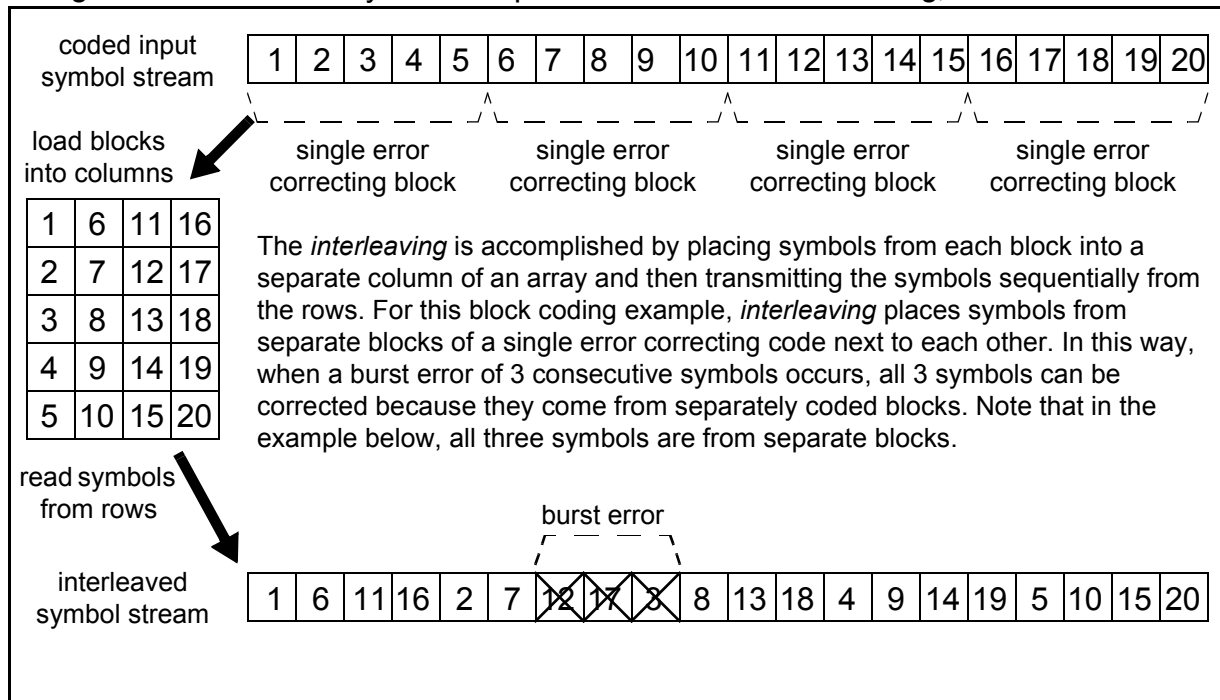 coded input
symbol stream
1 2 3 4 5 6 7 8 9 10 11 12 13 14 15 16 17 18 19 20
load blocks
into columns
single error
correcting block
single error
correcting block
single error
correcting block
single error
correcting block
1 6 11 16
2 7 12 17
3 8 13 18
4 9 14 19
5 10 15 20
The interleaving is accomplished by placing symbols from each block into a
separate column of an array and then transmitting the symbols sequentially from
the rows. For this block coding example, interleaving places symbols from
separate blocks of a single error correcting code next to each other. In this way,
when a burst error of 3 consecutive symbols occurs, all 3 symbols can be
corrected because they come from separately coded blocks. Note that in the
example below, all three symbols are from separate blocks.
read symbols
from rows
burst error
interleaved
symbol stream
1 6 11 16 2 7 12 17 3 8 13 18 4 9 14 19 5 10 15 20